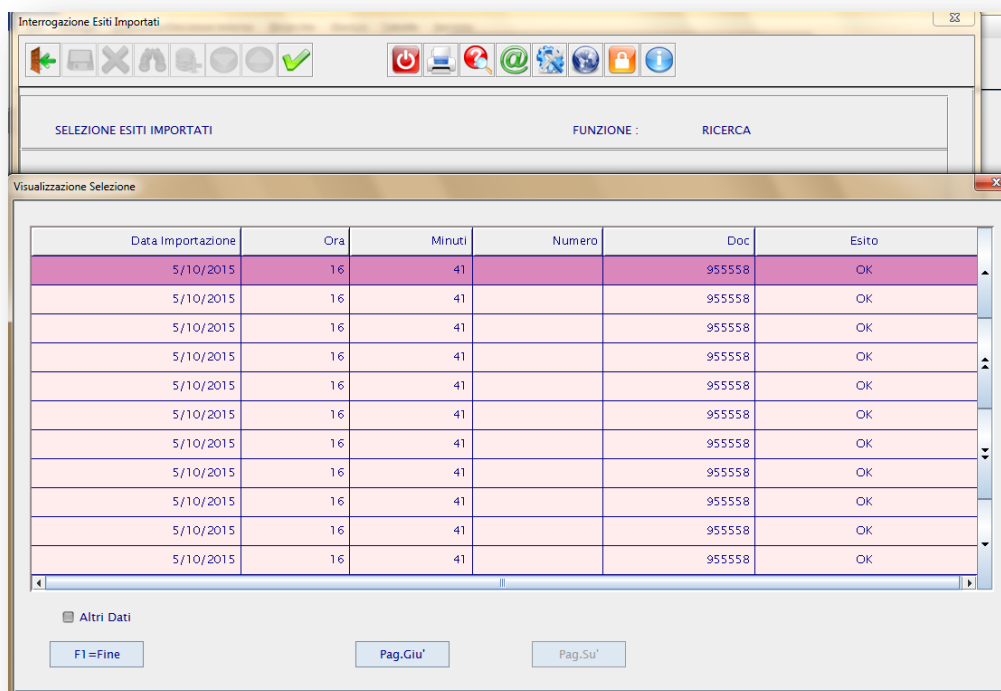 Interrogazione Esiti Importati
SELEZIONE ESITI IMPORTATI FUNZIONE : RICERCA
Visualizzazione Selezione
Data Importazione Ora Minuti Numero Doc Esito
5/10/2015 16 41 955558 OK
5/10/2015 16 41 955558 OK
5/10/2015 16 41 955558 OK
5/10/2015 16 41 955558 OK
5/10/2015 16 41 955558 OK
5/10/2015 16 41 955558 OK
5/10/2015 16 41 955558 OK
5/10/2015 16 41 955558 OK
5/10/2015 16 41 955558 OK
5/10/2015 16 41 955558 OK
5/10/2015 16 41 955558 OK
Altri Dati
F1=Fine Pag.Giu' Pag.Su'